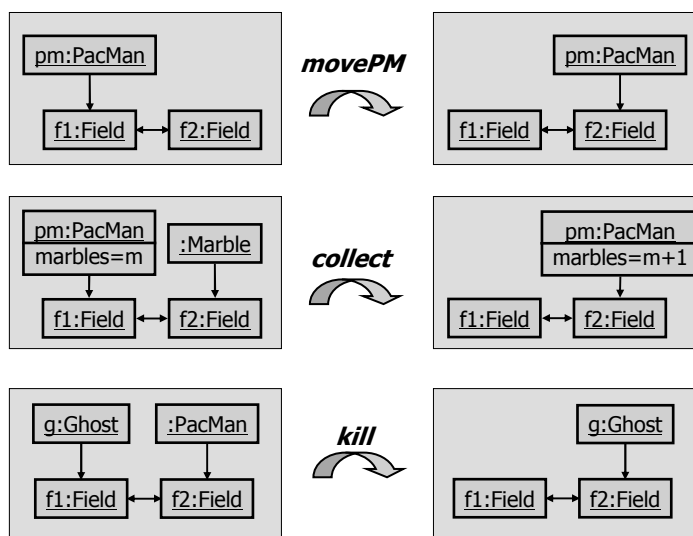 pm:PacMan
f1:Field
f2:Field
movePM
pm:PacMan
f1:Field
f2:Field
pm:PacMan
marbles=m
:Marble
f1:Field
f2:Field
collect
pm:PacMan
marbles=m+1
f1:Field
f2:Field
g:Ghost
:PacMan
f1:Field
f2:Field
kill
g:Ghost
f1:Field
f2:Field